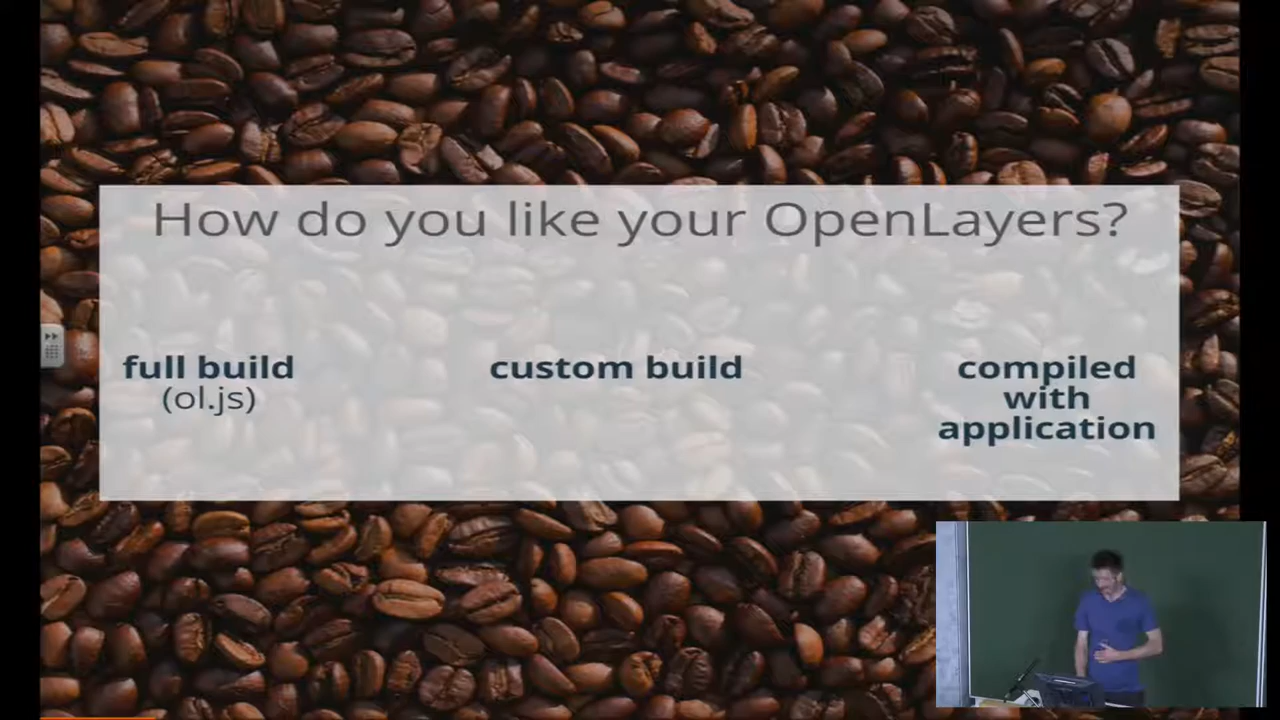 How do you like your OpenLayers?
full build
(ol.js)
custom build
compiled
with
application